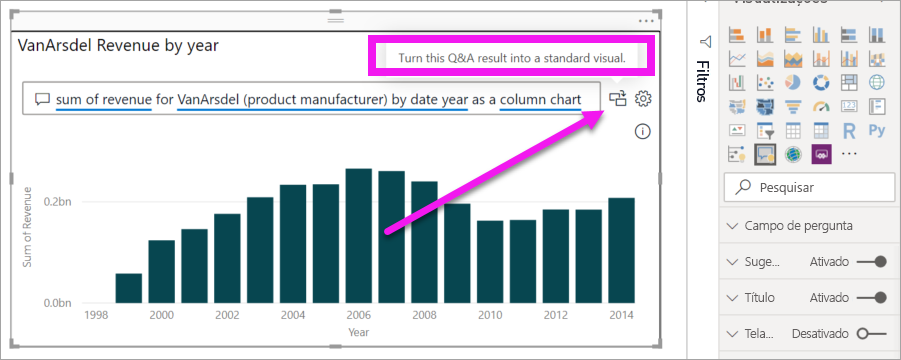 VanArsdel Revenue by year
Turn this Q&A result into a standard visual.
sum of revenue for VanArsdel (product manufacturer) by date year as a column chart
Sum of Revenue
0.2bn
0.0bn
1998 2000 2002 2004 2006 2008 2010 2012 2014
Year
Filtros
Visualizações
123
R Py
Pesquisar
Campo de pergunta
Suge... Ativado
Título Ativado
Tela... Desativado